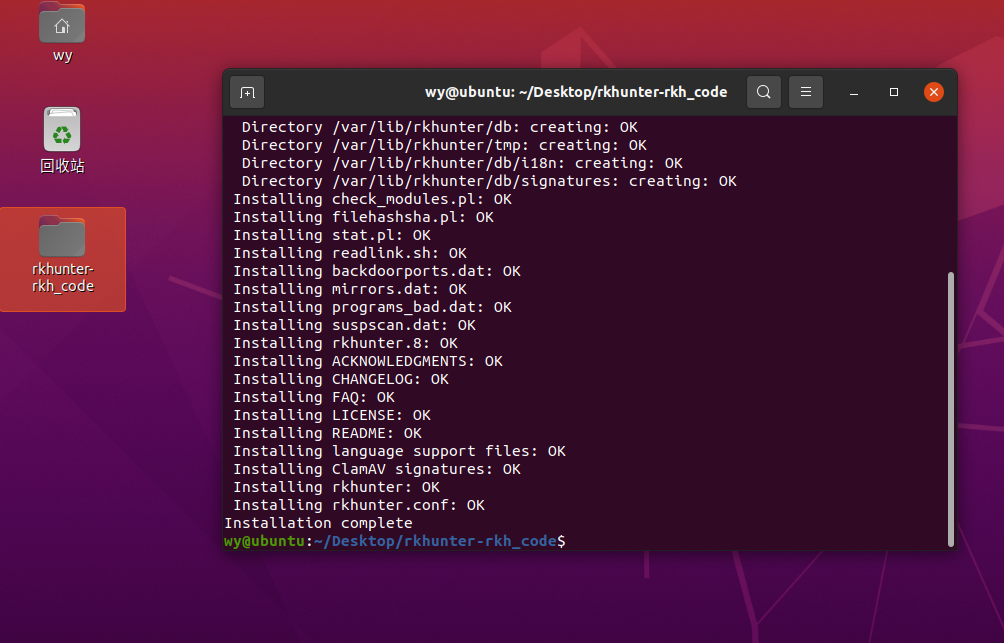 wy
回收站
rkhunter-
rkh_code
wy@ubuntu: ~/Desktop/rkhunter-rkh_code
Directory /var/lib/rkhunter/db: creating: OK
Directory /var/lib/rkhunter/tmp: creating: OK
Directory /var/lib/rkhunter/db/i18n: creating: OK
Directory /var/lib/rkhunter/db/signatures: creating: OK
Installing check_modules.pl: OK
Installing filehashsha.pl: OK
Installing stat.pl: OK
Installing readlink.sh: OK
Installing backdoorports.dat: OK
Installing mirrors.dat: OK
Installing programs_bad.dat: OK
Installing suspscan.dat: OK
Installing rkhunter.8: OK
Installing ACKNOWLEDGMENTS: OK
Installing CHANGELOG: OK
Installing FAQ: OK
Installing LICENSE: OK
Installing README: OK
Installing language support files: OK
Installing ClamAV signatures: OK
Installing rkhunter: OK
Installing rkhunter.conf: OK
Installation complete
wy@ubuntu:~/Desktop/rkhunter-rkh_code$